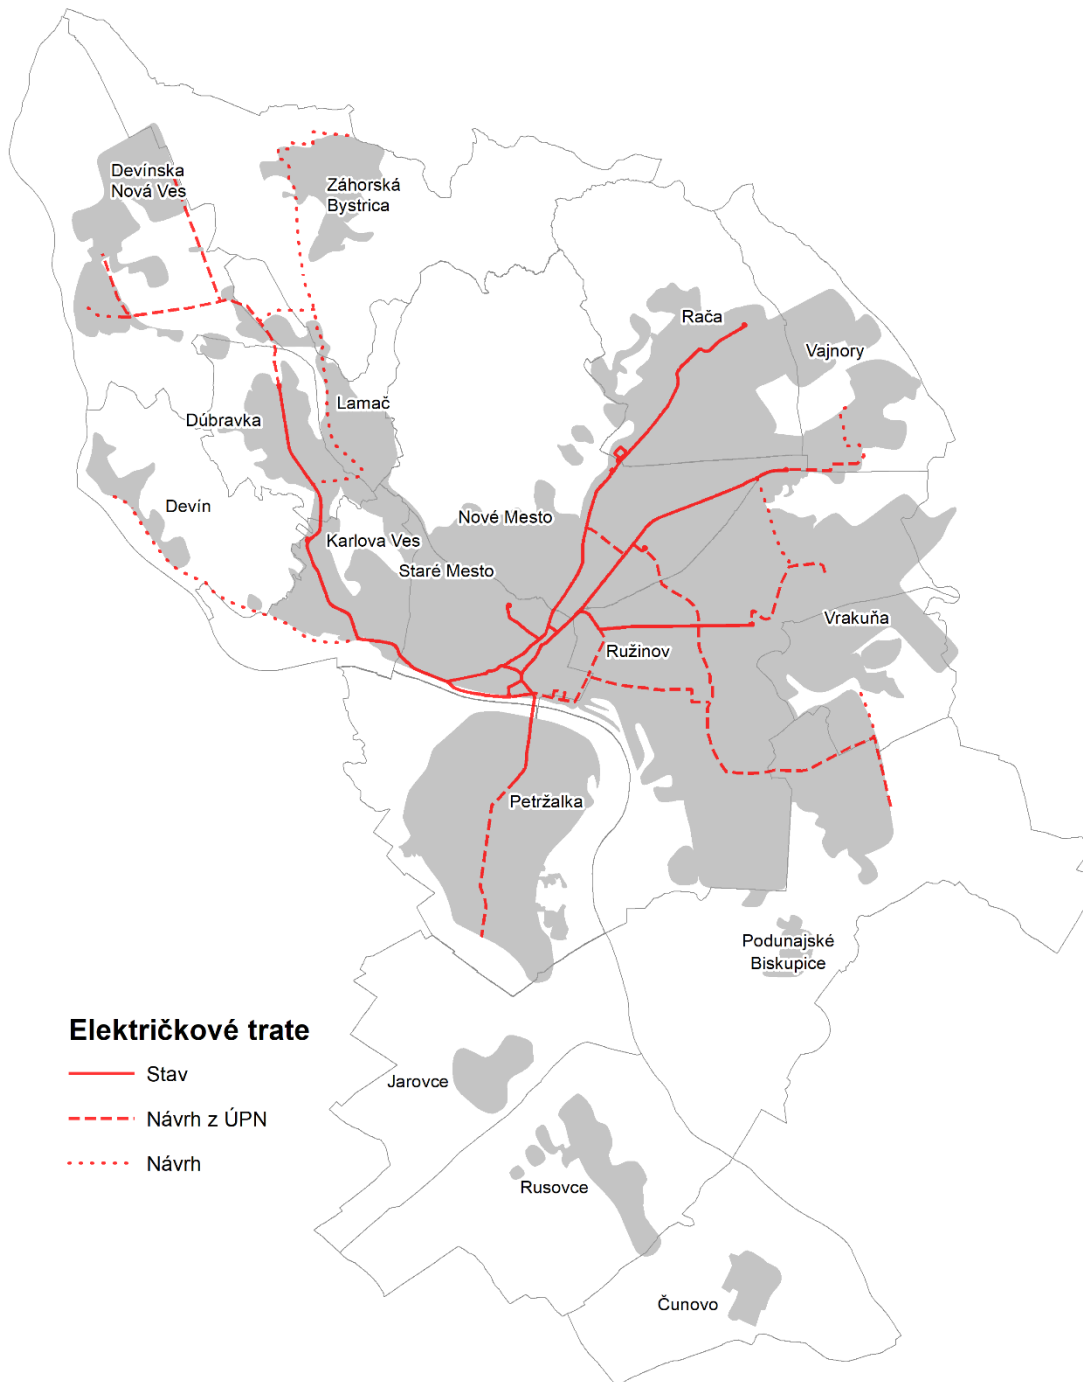 Devínska
Nová Ves
Záhorská
Bystrica
Rača
Vajnory
Lamač
Dúbravka
Devín
Nové Mesto
Karlova Ves
Staré Mesto
Vrakuňa
Ružinov
Petržalka
Podunajské
Biskupice
Električkové trate
Stav
Návrh z ÚPN
Návrh
Jarovce
Rusovce
Čunovo